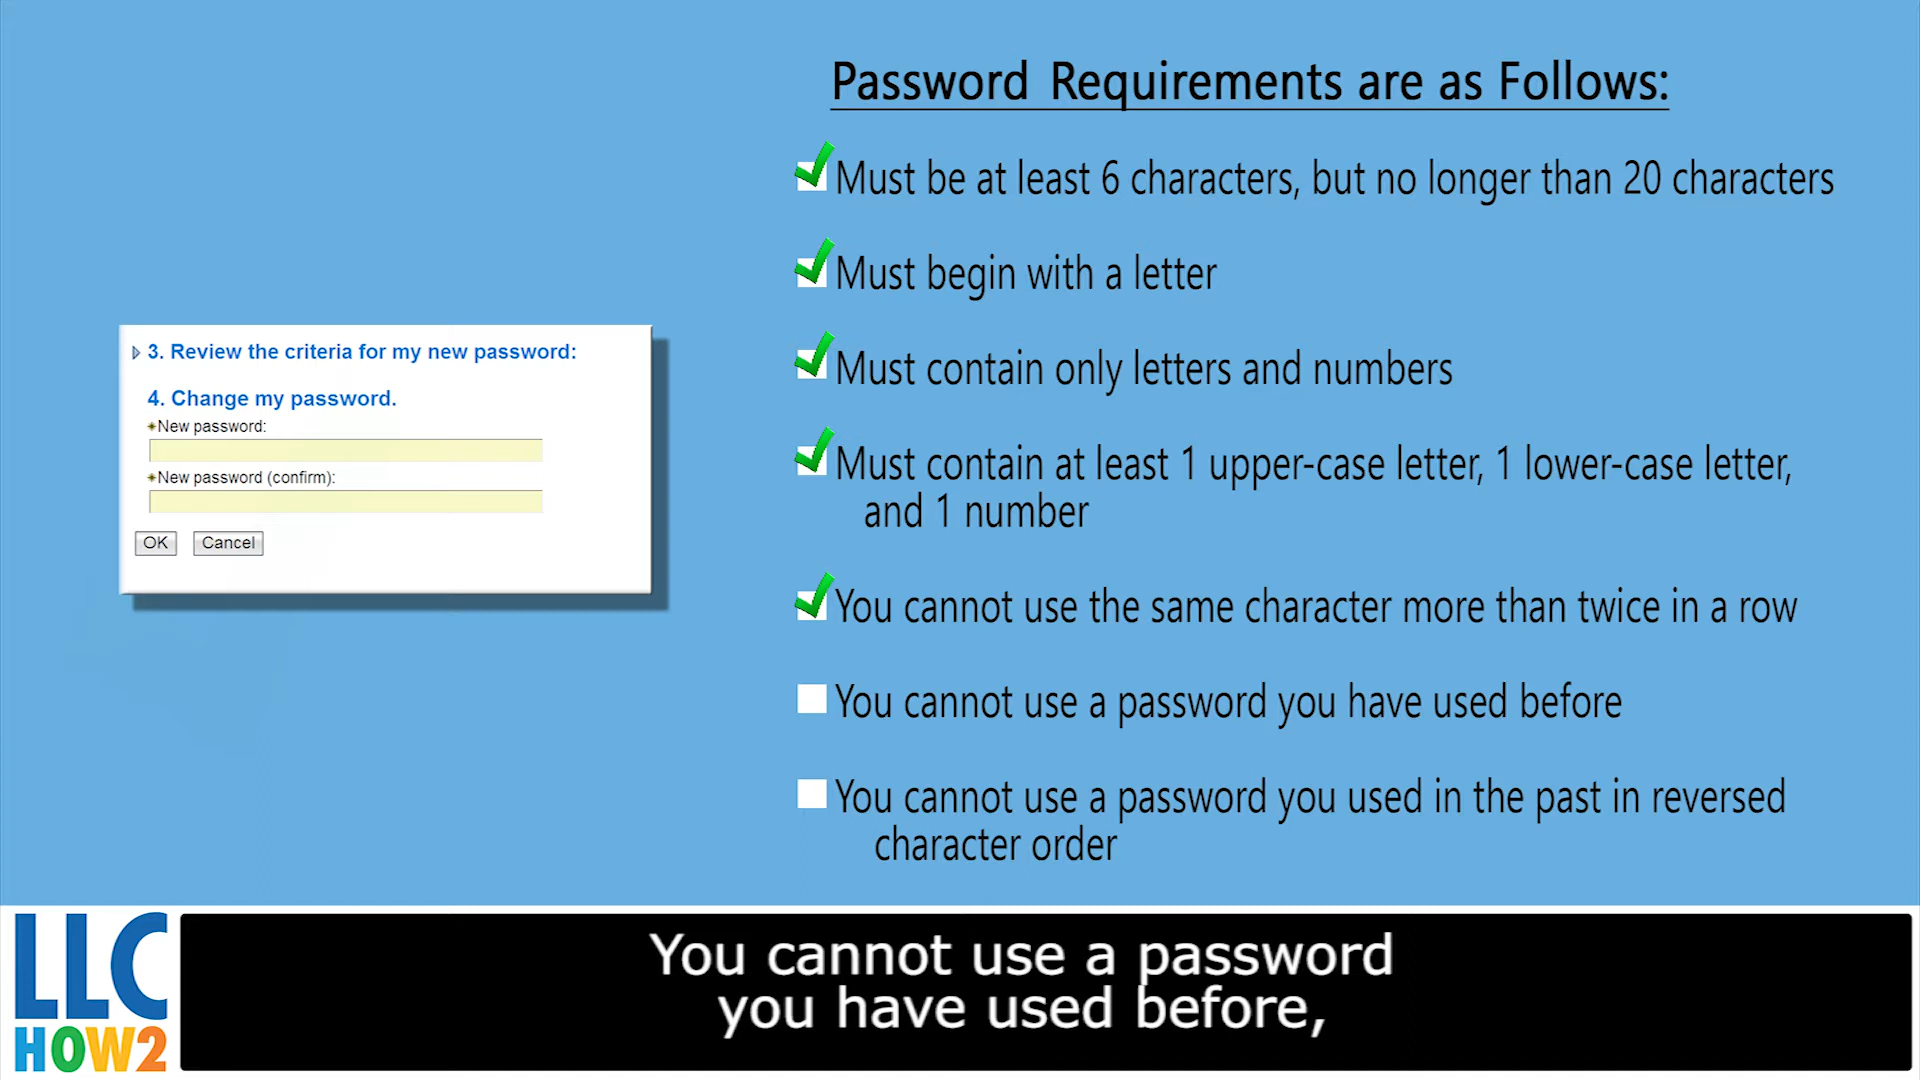 Password Requirements are as Follows:
Must be at least 6 characters, but no longer than 20 characters
Must begin with a letter
Must contain only letters and numbers
Must contain at least 1 upper-case letter, 1 lower-case letter,
and 1 number
You cannot use the same character more than twice in a row
You cannot use a password you have used before
You cannot use a password you used in the past in reversed
character order
3. Review the criteria for my new password:
4. Change my password.
New password:
New password (confirm):
OK Cancel
LLC
HOW2
You cannot use a password
you have used before,